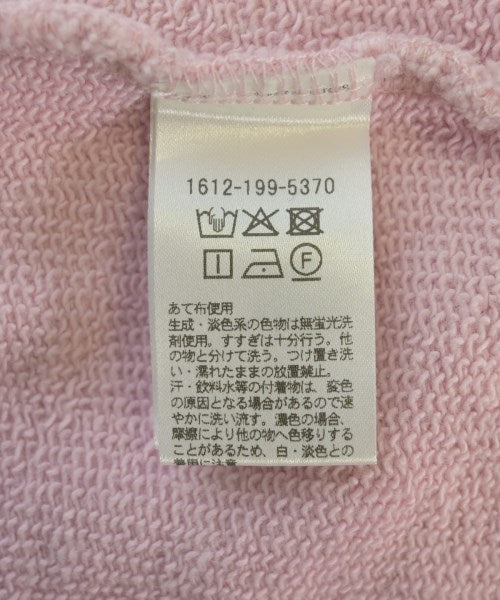 1612-199-5370
F
あて布使用
生成・淡色系の色物は無蛍光洗
剤使用。すすぎは十分行う。他
の物と分けて洗う。つけ置き洗
い・濡れたままの放置禁止。
汗・飲料水等の付着物は、変色
の原因となる場合があるので速
やかに洗い流す。濃色の場合、
摩擦により他の物へ色移りする
ことがあるため、白・淡色との
着用に注意